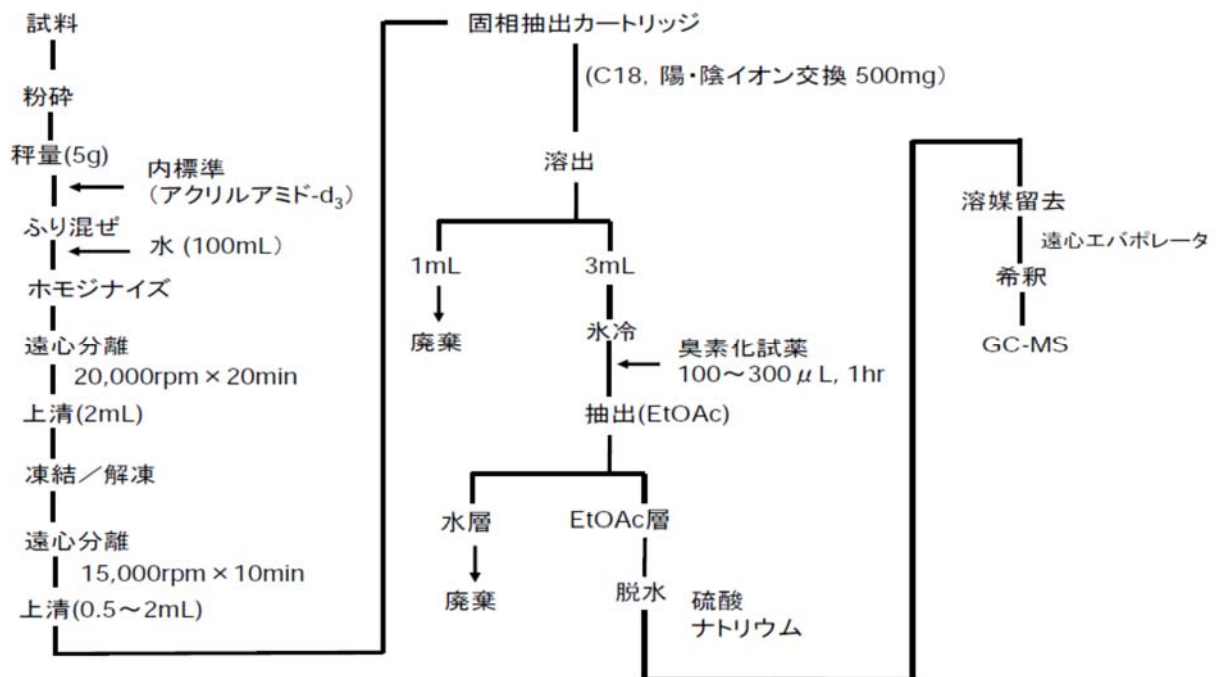 試料
粉砕
秤量(5g)
内標準
（アクリルアミド-d₃）
ふり混ぜ
水 (100mL）
ホモジナイズ
遠心分離
20,000rpm × 20min
上清(2mL)
凍結／解凍
遠心分離
15,000rpm × 10min
上清(0.5～2mL)
固相抽出カートリッジ
(C18, 陽・陰イオン交換 500mg）
溶出
1mL
廃棄
3mL
氷冷
臭素化試薬
100～300 μL, 1hr
抽出(EtOAc)
水層
廃棄
EtOAc層
脱水
硫酸
ナトリウム
溶媒留去
遠心エバポレータ
希釈
GC-MS